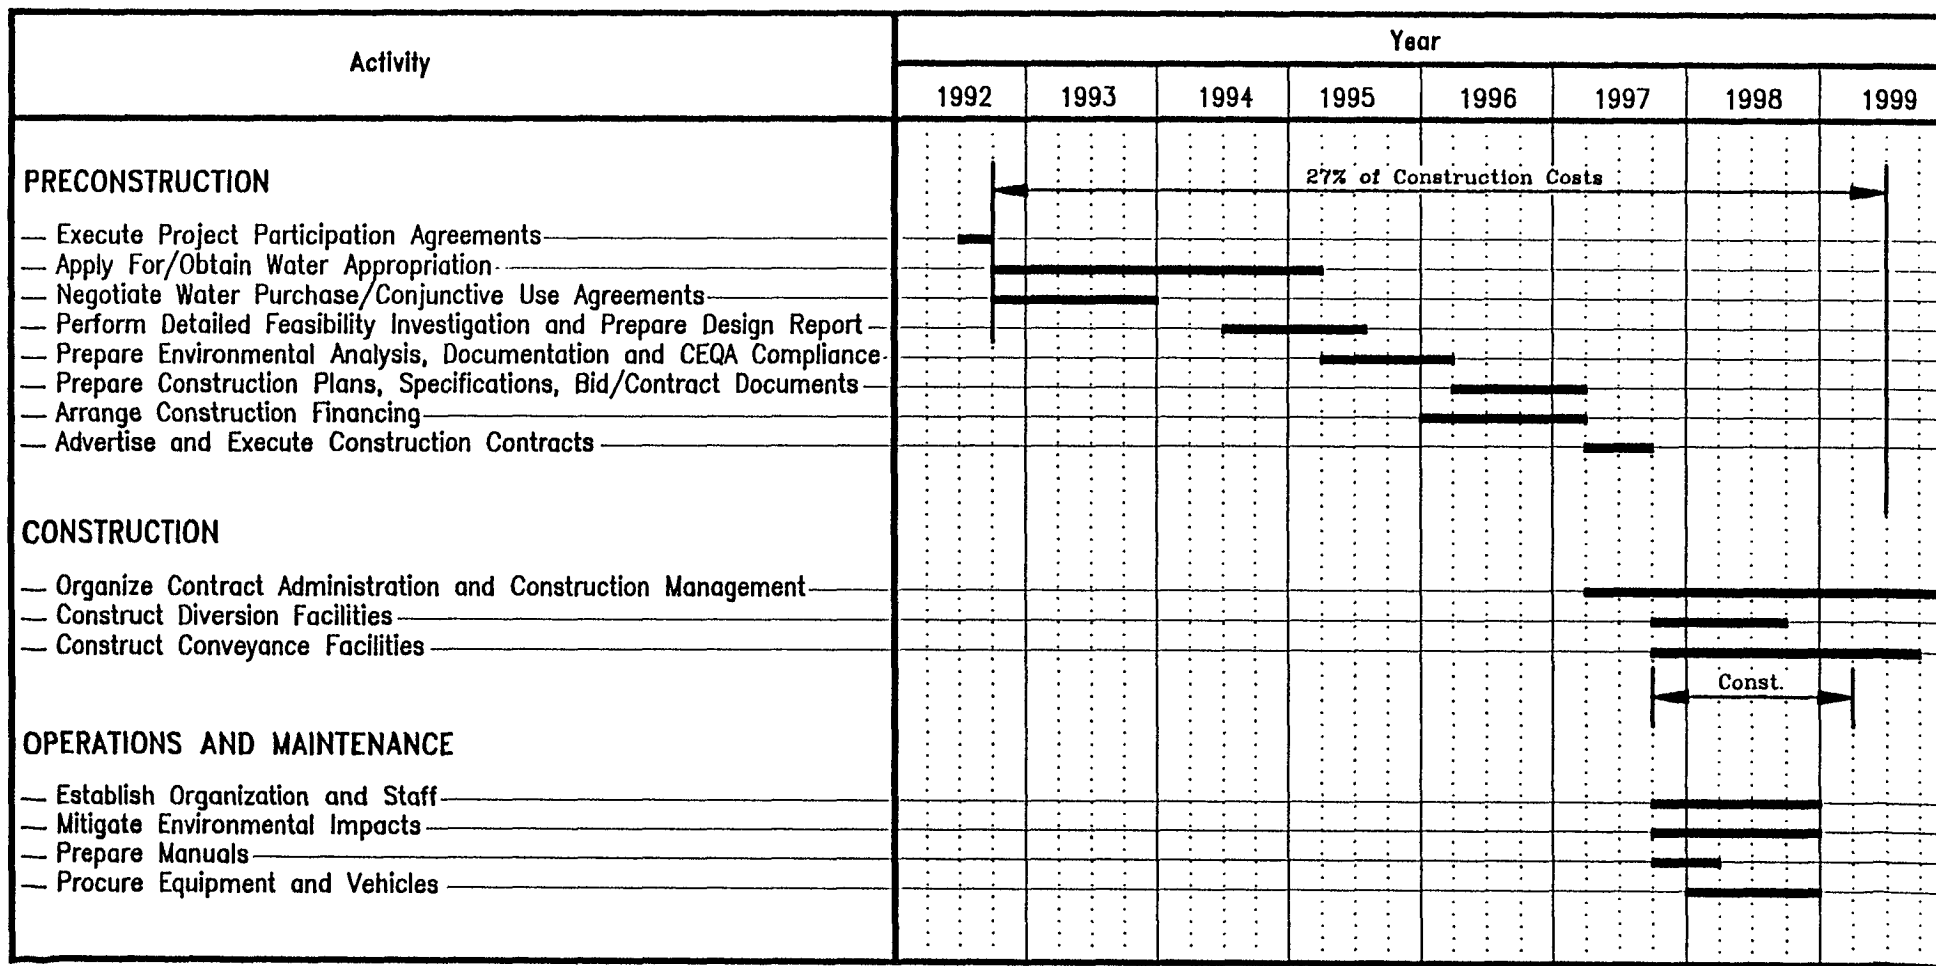 Activity
Year
1992 1993 1994 1995 1996 1997 1998 1999
PRECONSTRUCTION
27% of Construction Costs
— Execute Project Participation Agreements
— Apply For/Obtain Water Appropriation
— Negotiate Water Purchase/Conjunctive Use Agreements
— Perform Detailed Feasibility Investigation and Prepare Design Report
— Prepare Environmental Analysis, Documentation and CEQA Compliance
— Prepare Construction Plans, Specifications, Bid/Contract Documents
— Arrange Construction Financing
— Advertise and Execute Construction Contracts
CONSTRUCTION
— Organize Contract Administration and Construction Management
— Construct Diversion Facilities
— Construct Conveyance Facilities
Const.
OPERATIONS AND MAINTENANCE
— Establish Organization and Staff
— Mitigate Environmental Impacts
— Prepare Manuals
— Procure Equipment and Vehicles